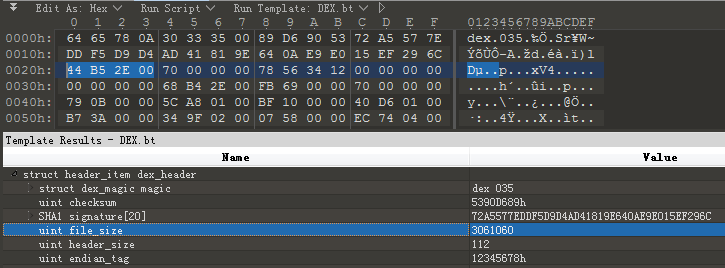 Edit As: Hex Run Script Run Template: DEX.bt
0 1 2 3 4 5 6 7 8 9 A B C D E F 0123456789ABCDEF
0000h: 64 65 78 0A 30 33 35 00 89 D6 90 53 72 A5 57 7E dex.035.‰Ö.Sr¥W~
0010h: DD F5 D9 D4 AD 41 81 9E 64 0A E9 E0 15 EF 29 6C ÝõÙÔ-A.žd.éà.ï)l
0020h: 44 B5 2E 00 70 00 00 00 78 56 34 12 00 00 00 00 Dµ..p...xV4.....
0030h: 00 00 00 00 68 B4 2E 00 FB 69 00 00 70 00 00 00 ....h´..ûi..p...
0040h: 79 0B 00 00 5C A8 01 00 BF 10 00 00 40 D6 01 00 y...\¨..¿...@Ö..
0050h: B7 3A 00 00 34 9F 02 00 07 58 00 00 EC 74 04 00 ·:..4Ÿ...X..ìt..
Template Results - DEX.bt
Name Value
struct header_item dex_header
struct dex_magic magic dex 035
uint checksum 5390D689h
SHA1 signature[20] 72A5577EDDF5D9D4AD41819E640AE9E015EF296C
uint file_size 3061060
uint header_size 112
uint endian_tag 12345678h